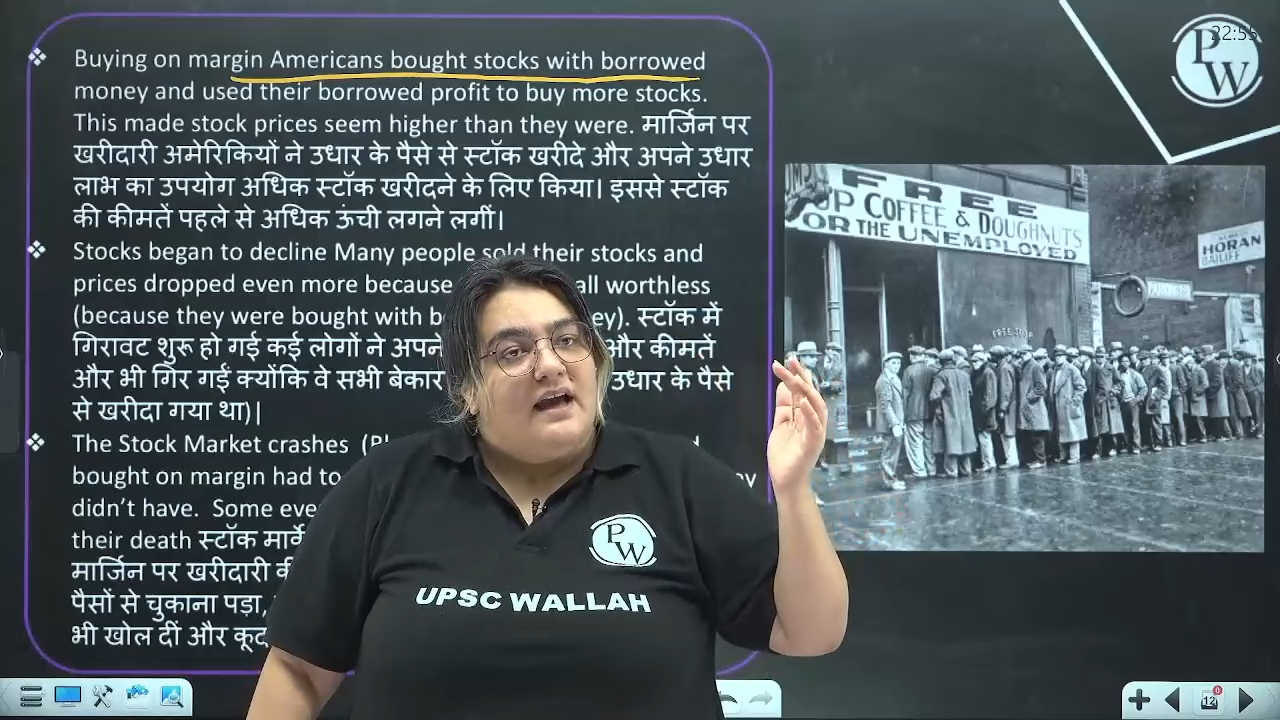 Buying on margin Americans bought stocks with borrowed
money and used their borrowed profit to buy more stocks.
This made stock prices seem higher than they were. मार्जिन पर
खरीदारी अमेरिकियों ने उधार के पैसे से स्टॉक खरीदे और अपने उधार
लाभ का उपयोग अधिक स्टॉक खरीदने के लिए किया। इससे स्टॉक
की कीमतें पहले से अधिक ऊंची लगने लगीं।
Stocks began to decline Many people sold their stocks and
prices dropped even more because all worthless
(because they were bought with स्टॉक में
गिरावट शुरू हो गई कई लोगों ने अपने और कीमतें
और भी गिर गईं क्योंकि वे सभी बेकार उधार के पैसे
से खरीदा गया था)|
The Stock Market crashes
bought on margin had to
didn't have. Some
their death स्टॉक
मार्जिन पर खरीदारी
पैसों से चुकाना पड़ा,
भी खोल दीं और कूद
22:55
PW
FREE
COFFEE & DOUGHNUTS
FOR THE UNEMPLOYED
HORAN
BAILIFF
PW
UPSC WALLAH
12